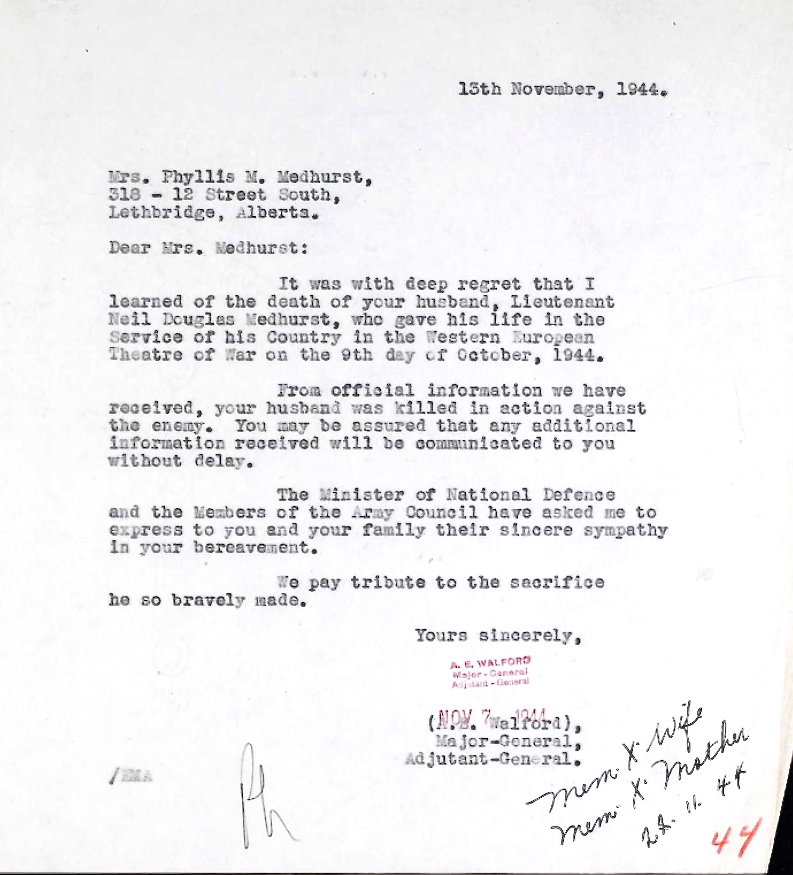 13th November, 1944.
Mrs. Phyllis M. Medhurst,
318 - 12 Street South,
Lethbridge, Alberta.
Dear Mrs. Medhurst:
It was with deep regret that I
learned of the death of your husband, Lieutenant
Neil Douglas Medhurst, who gave his life in the
Service of his Country in the Western European
Theatre of War on the 9th day of October, 1944.
From official information we have
received, your husband was killed in action against
the enemy. You may be assured that any additional
information received will be communicated to you
without delay.
The Minister of National Defence
and the Members of the Army Council have asked me to
express to you and your family their sincere sympathy
in your bereavement.
We pay tribute to the sacrifice
he so bravely made.
Yours sincerely,
A. E. WALFORD
Major - General
Adjutant - General
NOV 7 1944
(A.E. Walford),
Major-General,
Adjutant-General.
/EMA
Mem. X Wife
Mem. X Mother
22. 11. 44
44